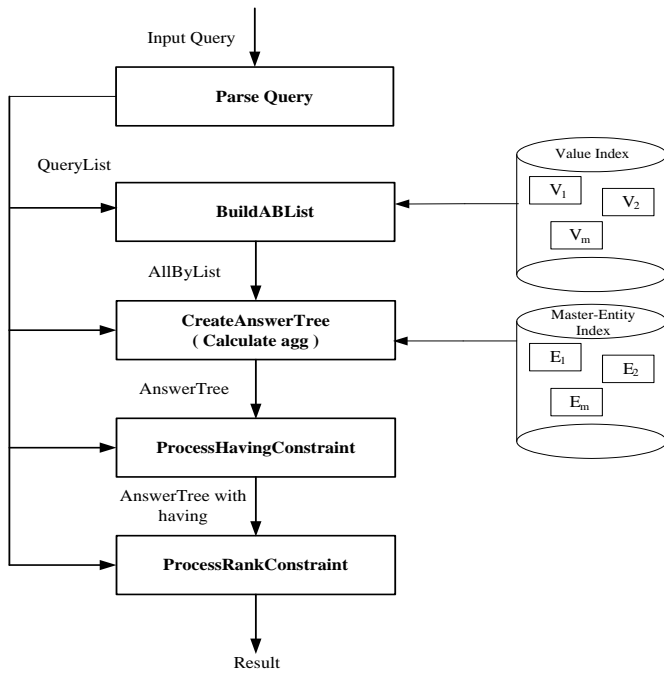 Input Query
Parse Query
QueryList
Value Index
V1
V2
Vm
BuildABList
AllByList
Master-Entity
Index
E1
E2
Em
CreateAnswerTree
( Calculate agg )
AnswerTree
ProcessHavingConstraint
AnswerTree with
having
ProcessRankConstraint
Result